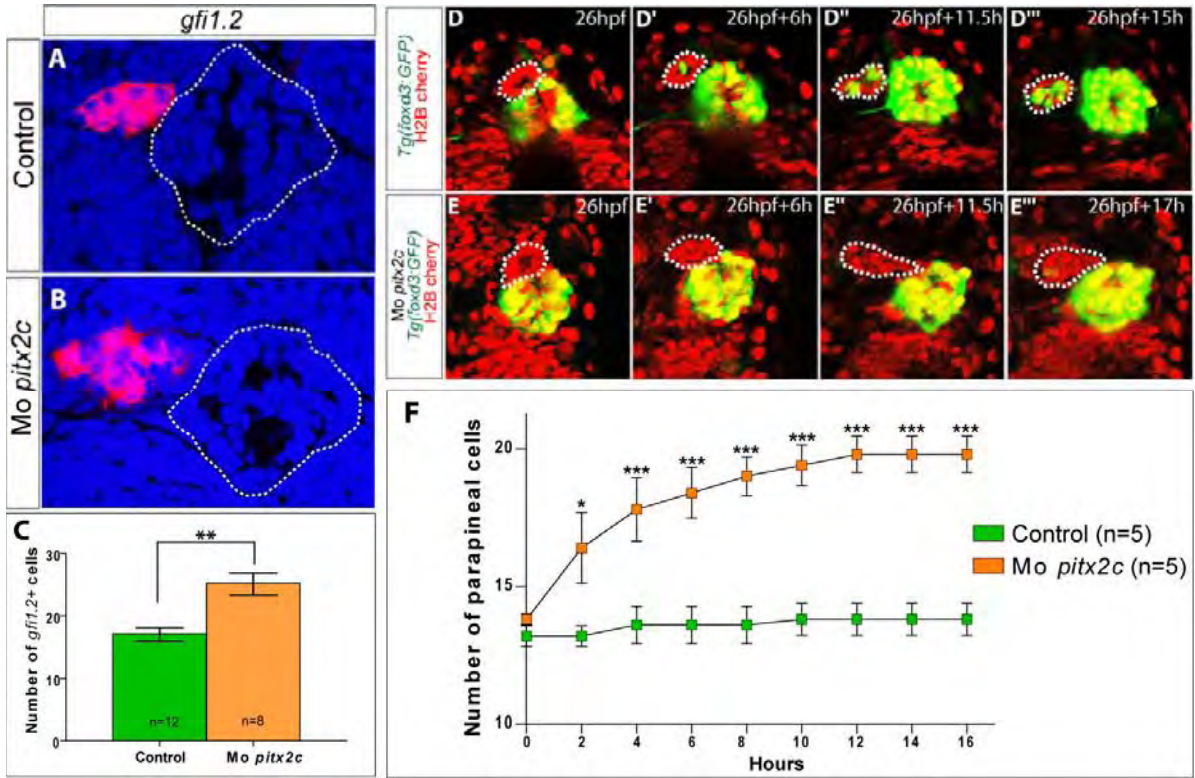 gfi1.2
Control
A
Mo pitx2c
B
C
**
Number of gfi1.2+ cells
30
20
10
0
n=12
n=8
Control
Mo pitx2c
Tg(foxd3:GFP)
H2B cherry
D
26hpf
D'
26hpf+6h
D''
26hpf+11.5h
D'''
26hpf+15h
Mo pitx2c
Tg(foxd3:GFP)
H2B cherry
E
26hpf
E'
26hpf+6h
E''
26hpf+11.5h
E'''
26hpf+17h
F
Number of parapineal cells
20
15
10
*
***
***
***
***
***
***
***
0
2
4
6
8
10
12
14
16
Hours
Control (n=5)
Mo pitx2c (n=5)